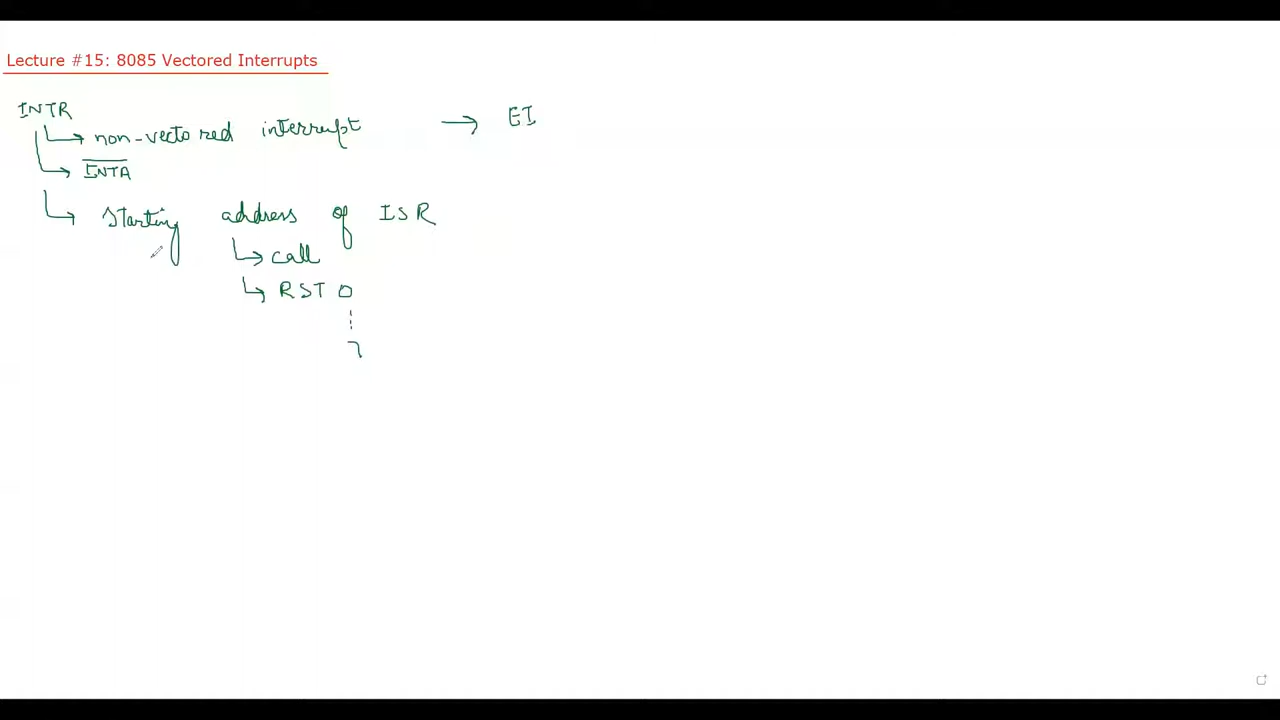 Lecture #15: 8085 Vectored Interrupts
INTR
non-vectored interrupt → EI
INTA
Starting address of ISR
call
RST 0
7